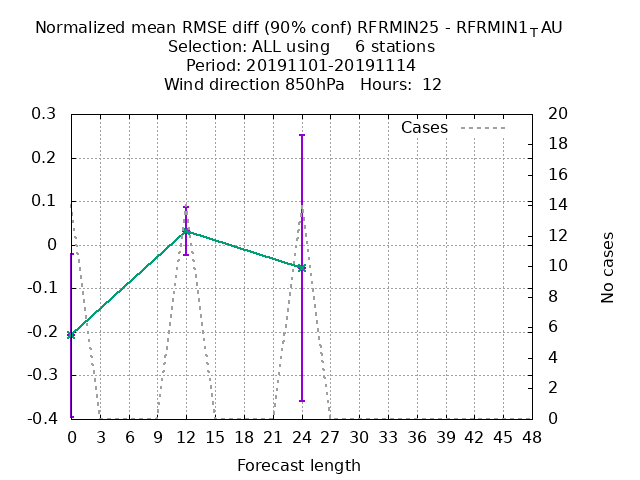 Normalized mean RMSE diff (90% conf) RFRMIN25 - RFRMIN1TAU
Selection: ALL using 6 stations
Period: 20191101-20191114
Wind direction 850hPa Hours: 12
Cases
0.3
0.2
0.1
0
-0.1
-0.2
-0.3
-0.4
20
18
16
14
12
10
8
6
4
2
0
No cases
0 3 6 9 12 15 18 21 24 27 30 33 36 39 42 45 48
Forecast length